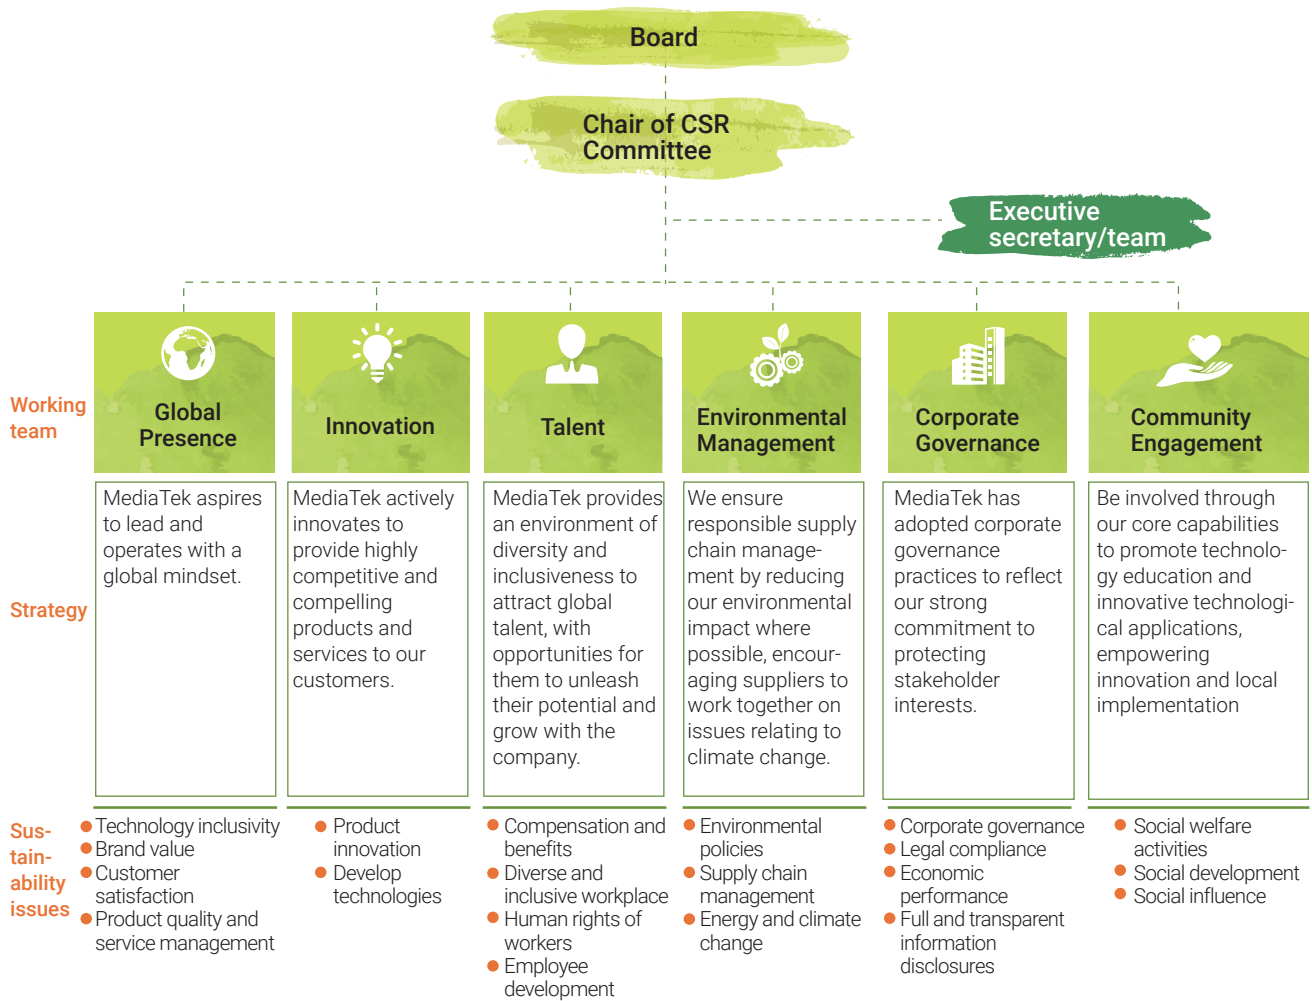 Board
Chair of CSR
Committee
Executive
secretary/team
Working
team
Global
Presence
Innovation
Talent
Environmental
Management
Corporate
Governance
Community
Engagement
Strategy
MediaTek aspires
to lead and
operates with a
global mindset.
MediaTek actively
innovates to
provide highly
competitive and
compelling
products and
services to our
customers.
MediaTek provides
an environment of
diversity and
inclusiveness to
attract global
talent, with
opportunities for
them to unleash
their potential and
grow with the
company.
We ensure
responsible supply
chain manage-
ment by reducing
our environmental
impact where
possible, encour-
aging suppliers to
work together on
issues relating to
climate change.
MediaTek has
adopted corporate
governance
practices to reflect
our strong
commitment to
protecting
stakeholder
interests.
Be involved through
our core capabilities
to promote technolo-
gy education and
innovative technologi-
cal applications,
empowering
innovation and local
implementation
Sus-
tain-
ability
issues
Technology inclusivity
Brand value
Customer
satisfaction
Product quality and
service management
Product
innovation
Develop
technologies
Compensation and
benefits
Diverse and
inclusive workplace
Human rights of
workers
Employee
development
Environmental
policies
Supply chain
management
Energy and climate
change
Corporate governance
Legal compliance
Economic
performance
Full and transparent
information
disclosures
Social welfare
activities
Social development
Social influence